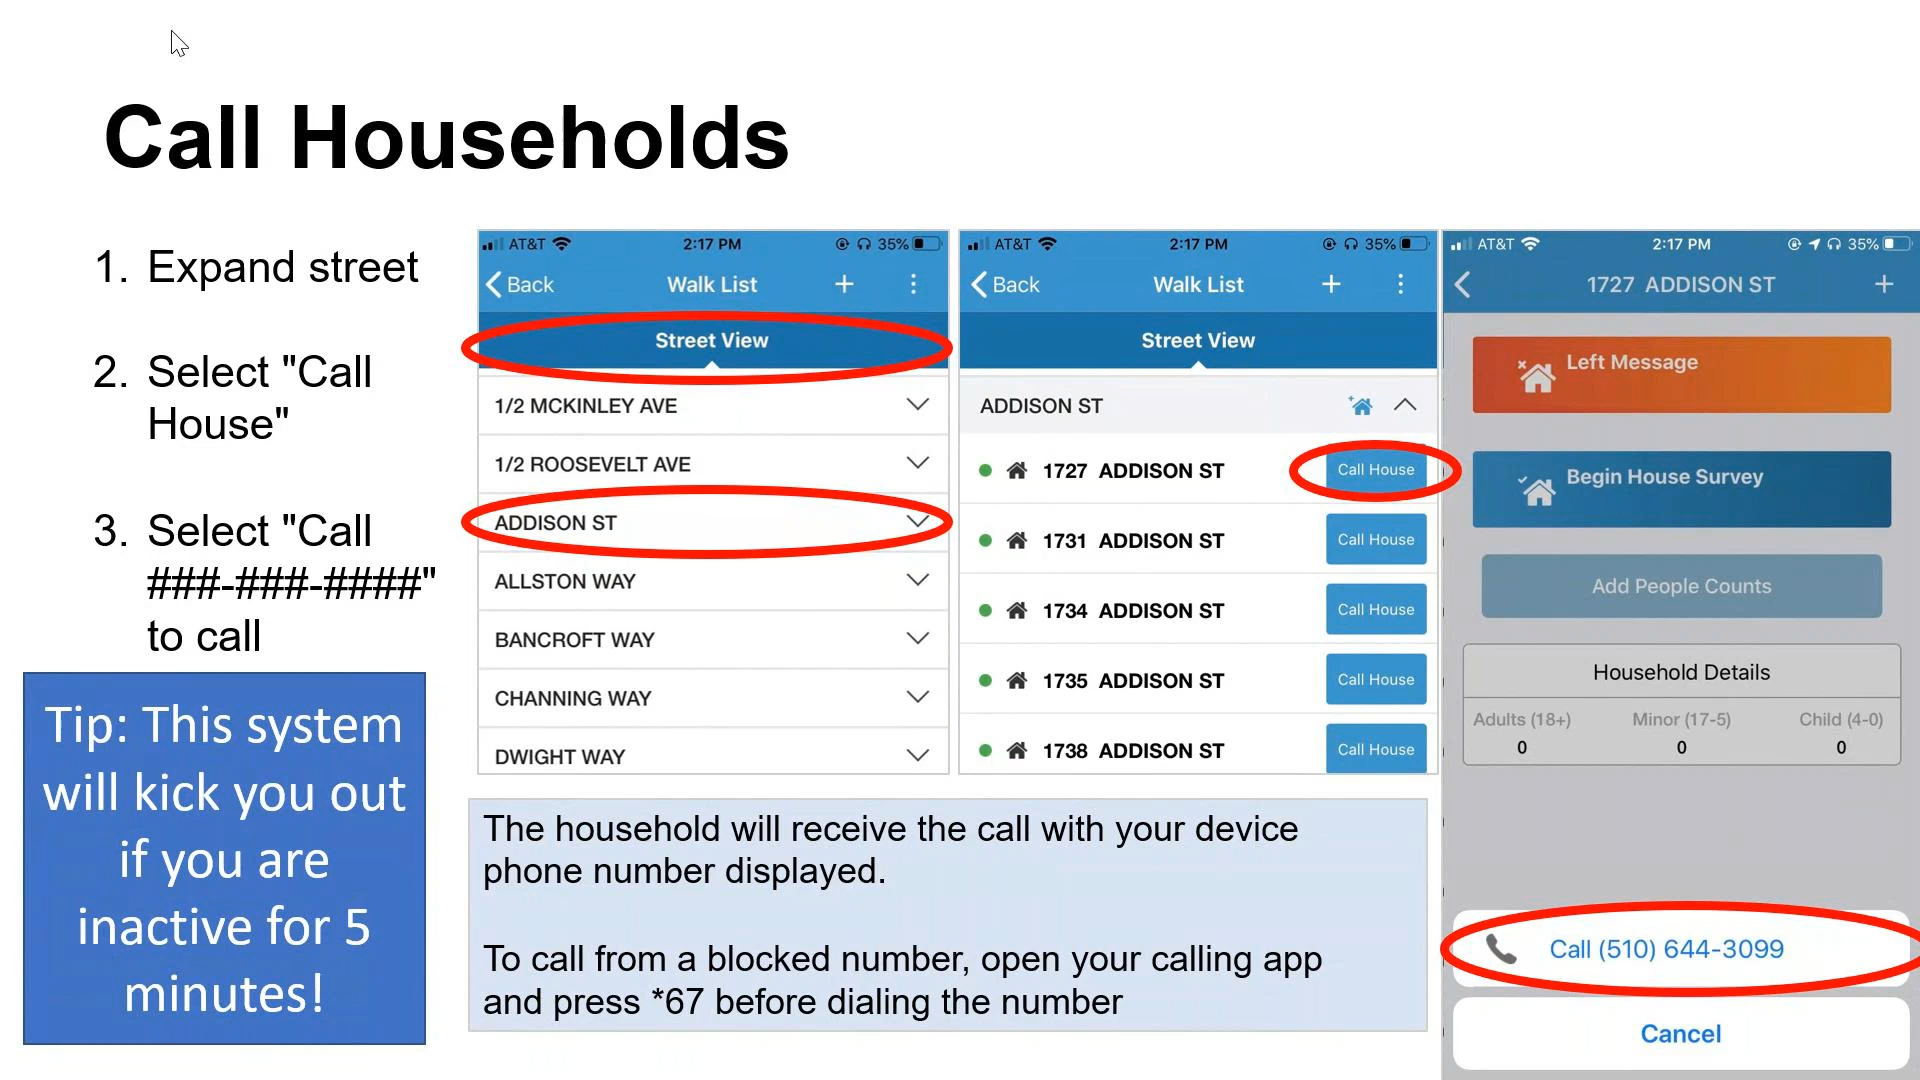 Call Households
1. Expand street
2. Select "Call
House"
3. Select "Call
###-###-####"
to call
Tip: This system
will kick you out
if you are
inactive for 5
minutes!
AT&T 2:17 PM 35%
Back Walk List + ⋮
Street View
1/2 MCKINLEY AVE
1/2 ROOSEVELT AVE
ADDISON ST
ALLSTON WAY
BANCROFT WAY
CHANNING WAY
DWIGHT WAY
AT&T 2:17 PM 35%
Back Walk List + ⋮
Street View
ADDISON ST
1727 ADDISON ST Call House
1731 ADDISON ST Call House
1734 ADDISON ST Call House
1735 ADDISON ST Call House
1738 ADDISON ST Call House
The household will receive the call with your device
phone number displayed.
To call from a blocked number, open your calling app
and press *67 before dialing the number
AT&T 2:17 PM 35%
1727 ADDISON ST +
Left Message
Begin House Survey
Add People Counts
Household Details
Adults (18+) Minor (17-5) Child (4-0)
0 0 0
Call (510) 644-3099
Cancel